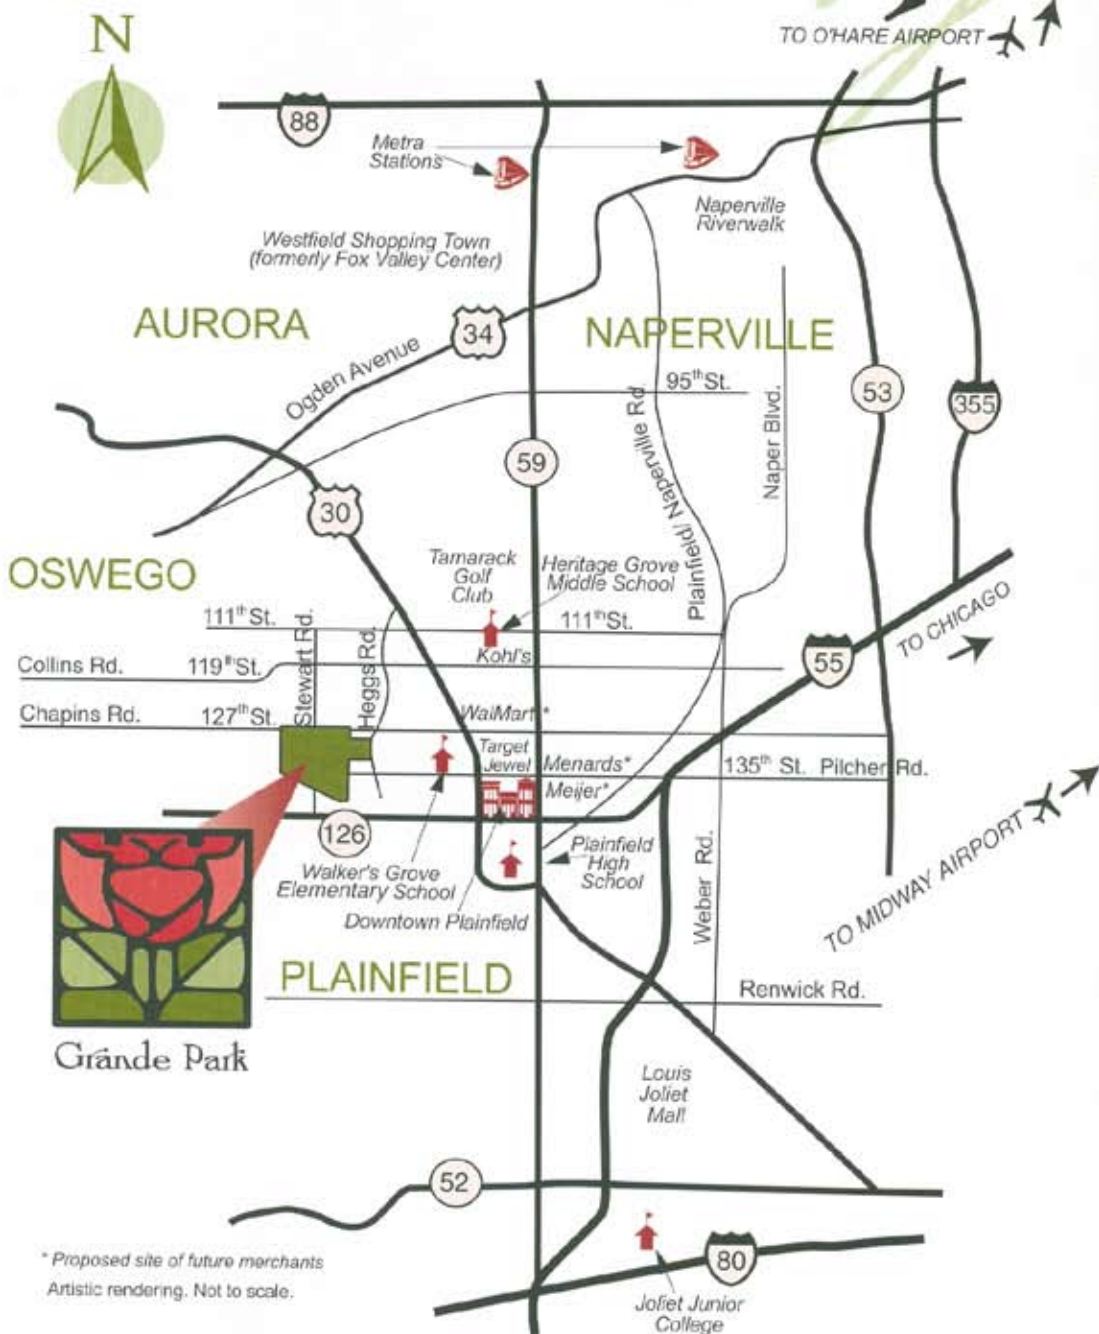 N
TO O'HARE AIRPORT
88
Metra
Stations
Naperville
Riverwalk
Westfield Shopping Town
(formerly Fox Valley Center)
AURORA
34
NAPERVILLE
Ogden Avenue
95th St.
53
355
Naper Blvd.
Plainfield/ Naperville Rd.
59
30
OSWEGO
Tamarack
Golf
Club
Heritage Grove
Middle School
111th St.
111th St.
Stewart Rd.
Heggs Rd.
Kohl's
55
TO CHICAGO
Collins Rd.
119th St.
Chapins Rd.
127th St.
WalMart *
Target
Jewel
Menards*
135th St. Pilcher Rd.
Meijer*
126
Walker's Grove
Elementary School
Plainfield
High
School
Downtown Plainfield
Weber Rd.
TO MIDWAY AIRPORT
PLAINFIELD
Renwick Rd.
Grande Park
Louis
Joliet
Mall
52
80
* Proposed site of future merchants
Artistic rendering. Not to scale.
Joliet Junior
College